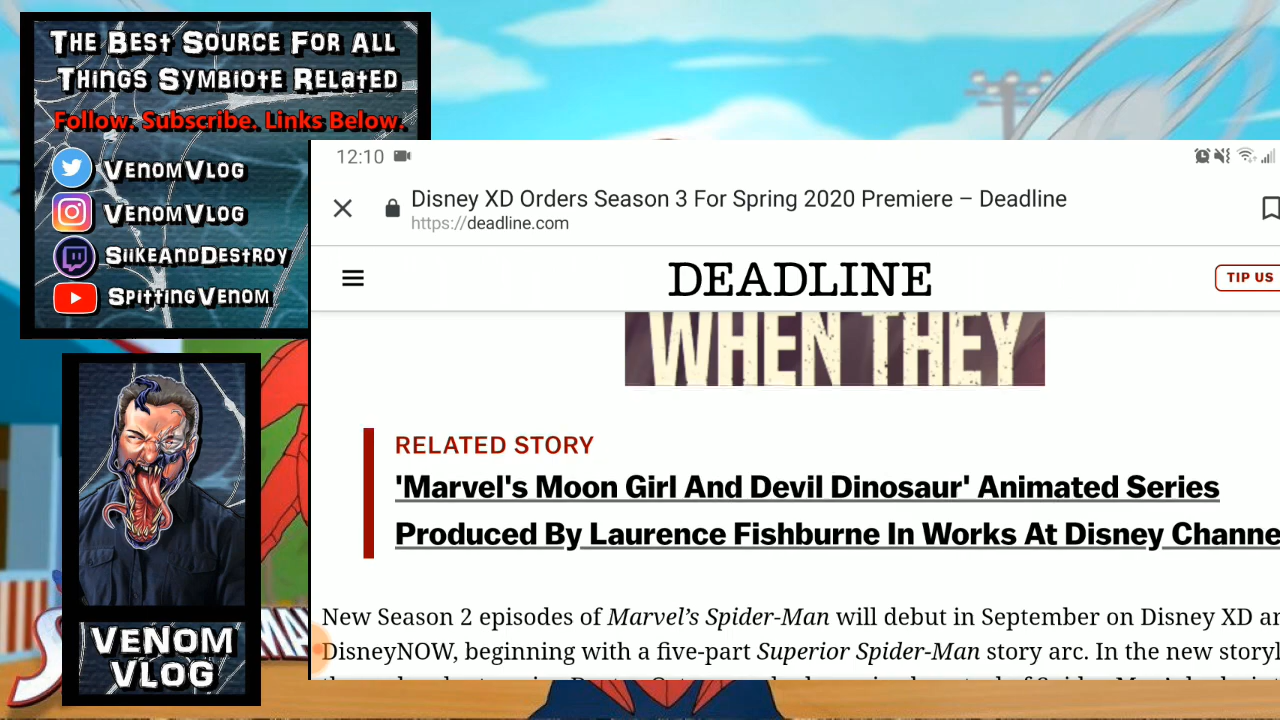 The Best Source For All
Things Symbiote Related
Follow. Subscribe. Links Below.
VenomVlog
VenomVlog
SiikeAndDestroy
SpittingVenom
VENOM
VLOG
12:10
Disney XD Orders Season 3 For Spring 2020 Premiere – Deadline
https://deadline.com
DEADLINE
TIP US
WHEN THEY
RELATED STORY
'Marvel's Moon Girl And Devil Dinosaur' Animated Series
Produced By Laurence Fishburne In Works At Disney Channe
New Season 2 episodes of Marvel’s Spider-Man will debut in September on Disney XD an
DisneyNOW, beginning with a five-part Superior Spider-Man story arc. In the new storyl